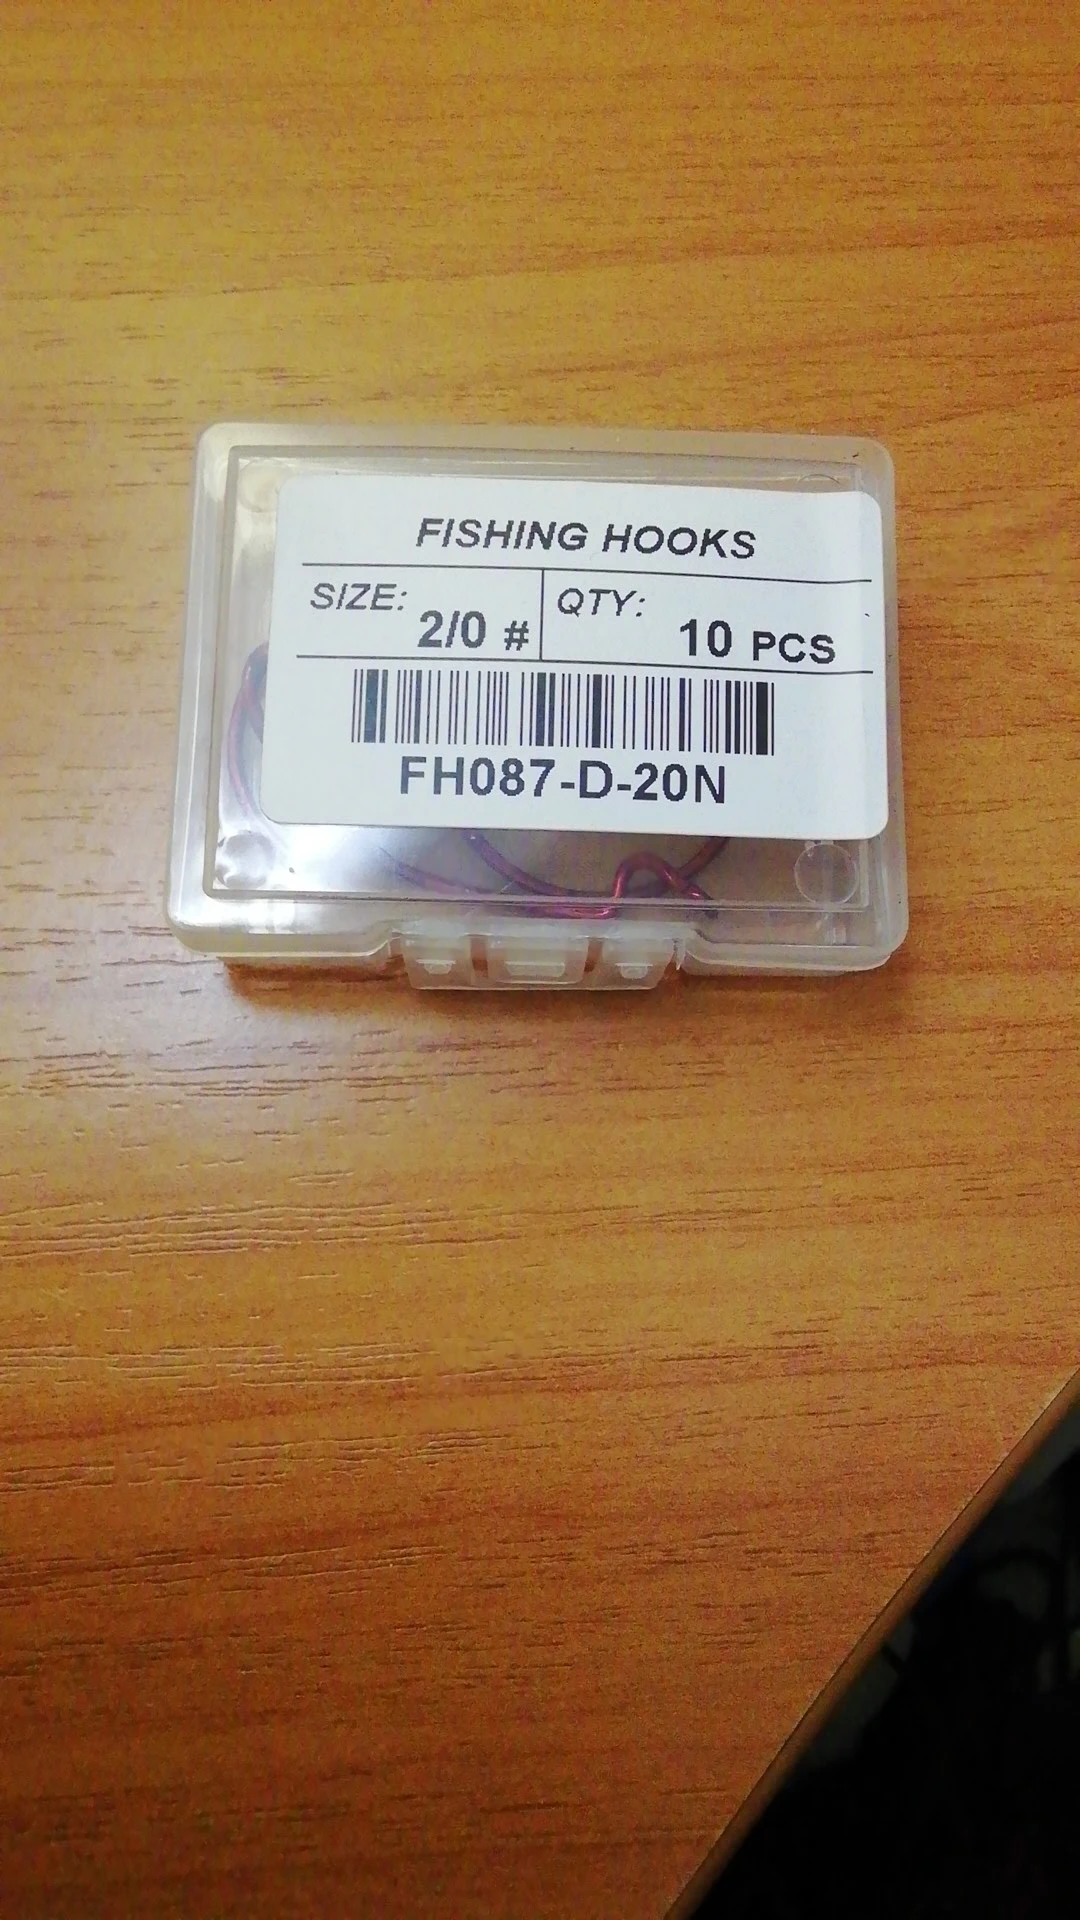 FISHING HOOKS
SIZE: 2/0 #
QTY: 10 PCS
FH087-D-20N